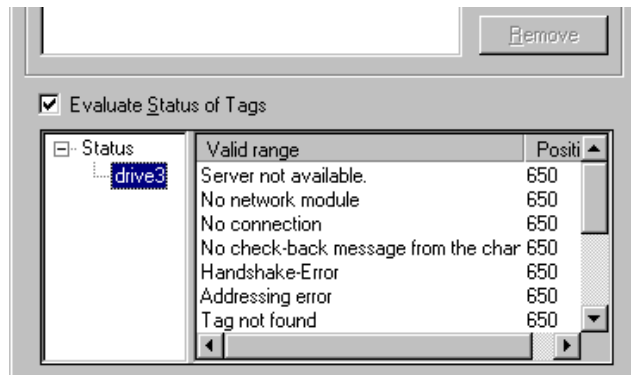 Remove
Evaluate Status of Tags
Status
drive3
Valid range Positi
Server not available. 650
No network module 650
No connection 650
No check-back message from the char 650
Handshake-Error 650
Addressing error 650
Tag not found 650